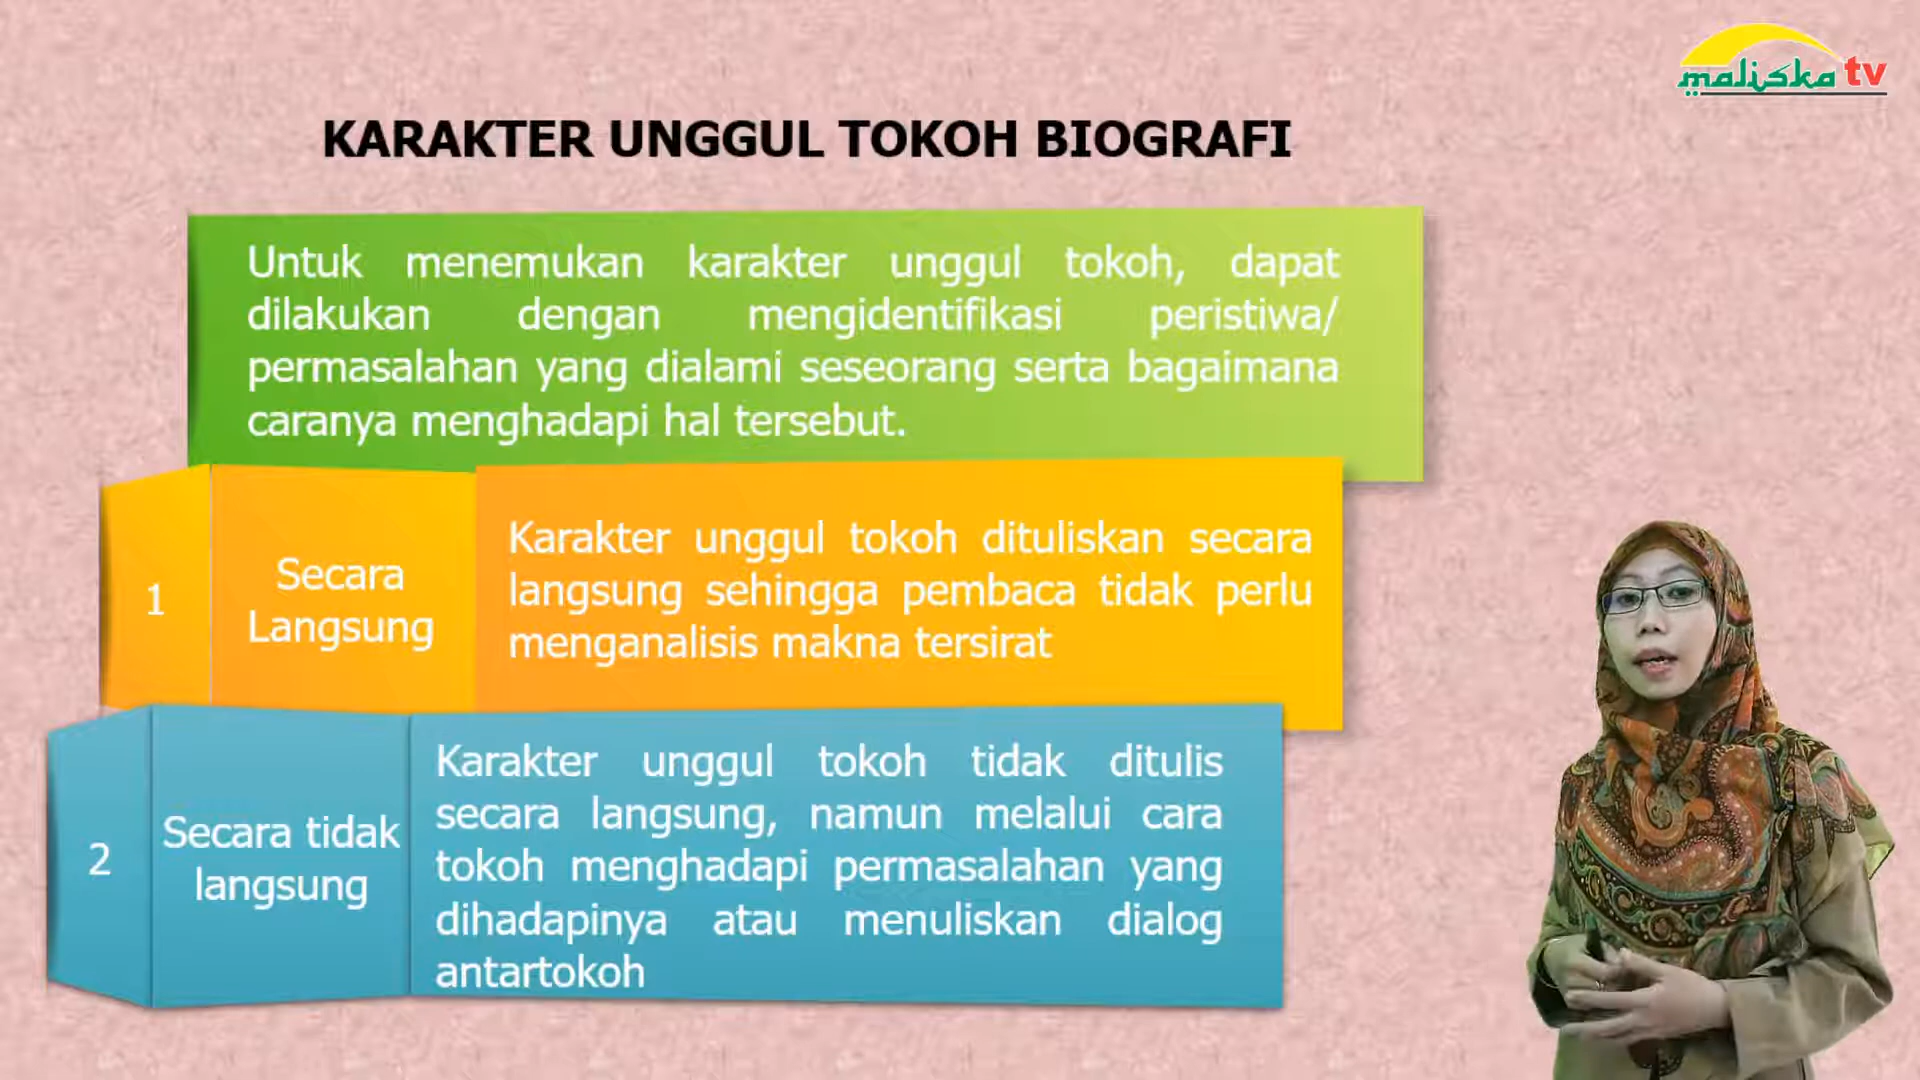 maliska tv
KARAKTER UNGGUL TOKOH BIOGRAFI
Untuk menemukan karakter unggul tokoh, dapat
dilakukan dengan mengidentifikasi peristiwa/
permasalahan yang dialami seseorang serta bagaimana
caranya menghadapi hal tersebut.
1
Secara
Langsung
Karakter unggul tokoh dituliskan secara
langsung sehingga pembaca tidak perlu
menganalisis makna tersirat
2
Secara tidak
langsung
Karakter unggul tokoh tidak ditulis
secara langsung, namun melalui cara
tokoh menghadapi permasalahan yang
dihadapinya atau menuliskan dialog
antartokoh